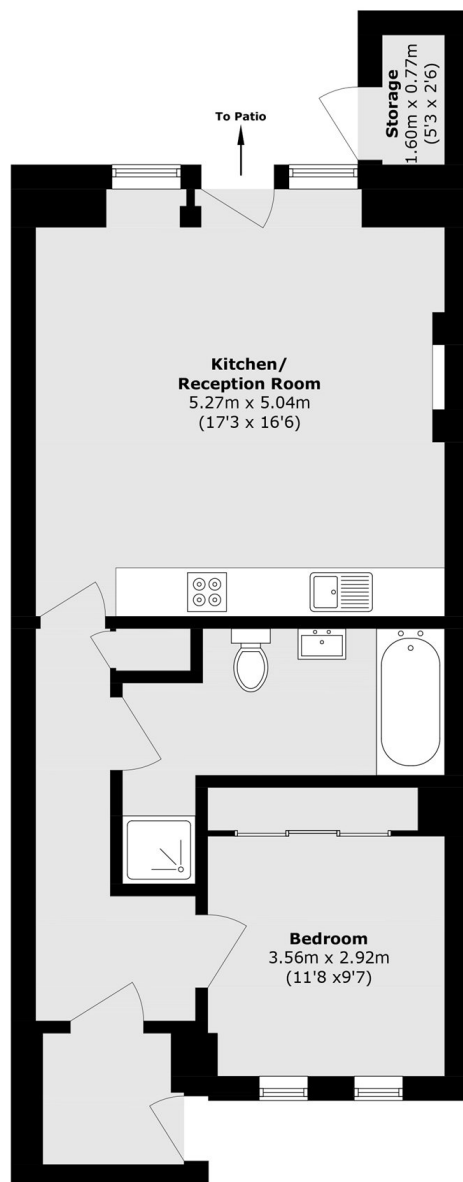 Storage
1.60m x 0.77m
(5'3 x 2'6)
To Patio
Kitchen/
Reception Room
5.27m x 5.04m
(17'3 x 16'6)
Bedroom
3.56m x 2.92m
(11'8 x9'7)